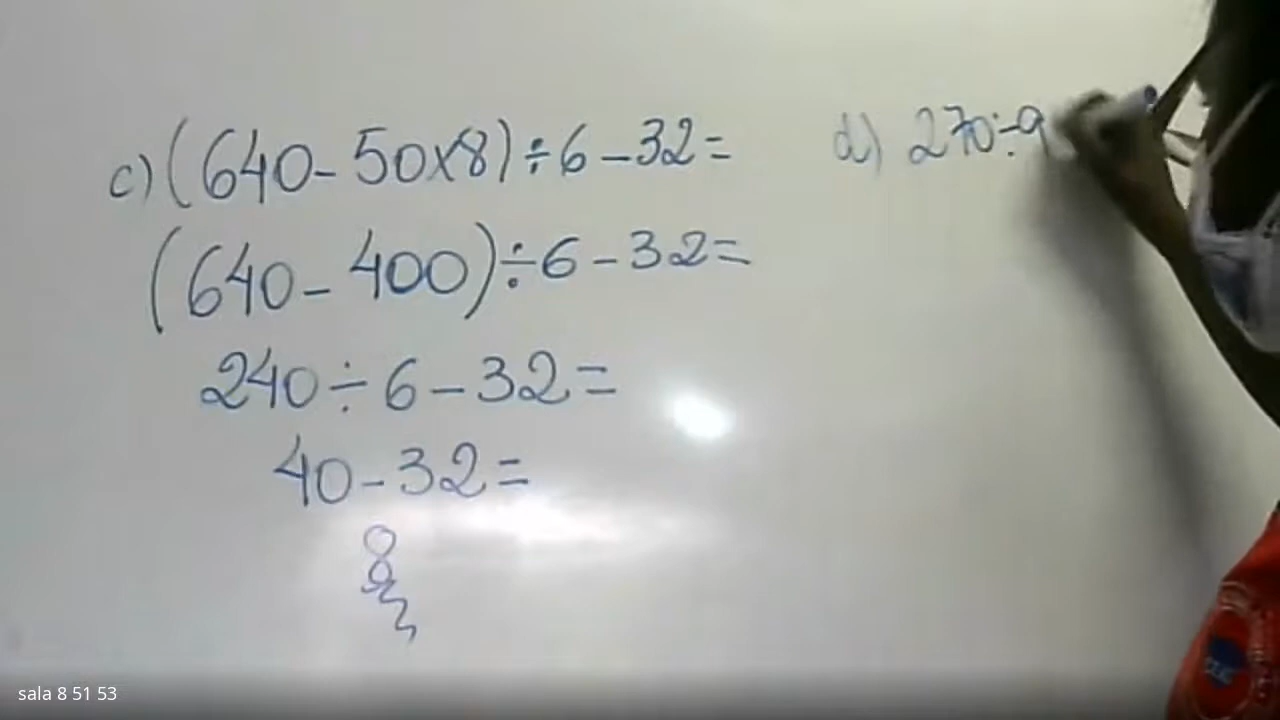 c) (640 - 50x8) ÷ 6 - 32 =
(640 - 400) ÷ 6 - 32 =
240 ÷ 6 - 32 =
40 - 32 =
8
d) 270 ÷ 9
sala 8 51 53